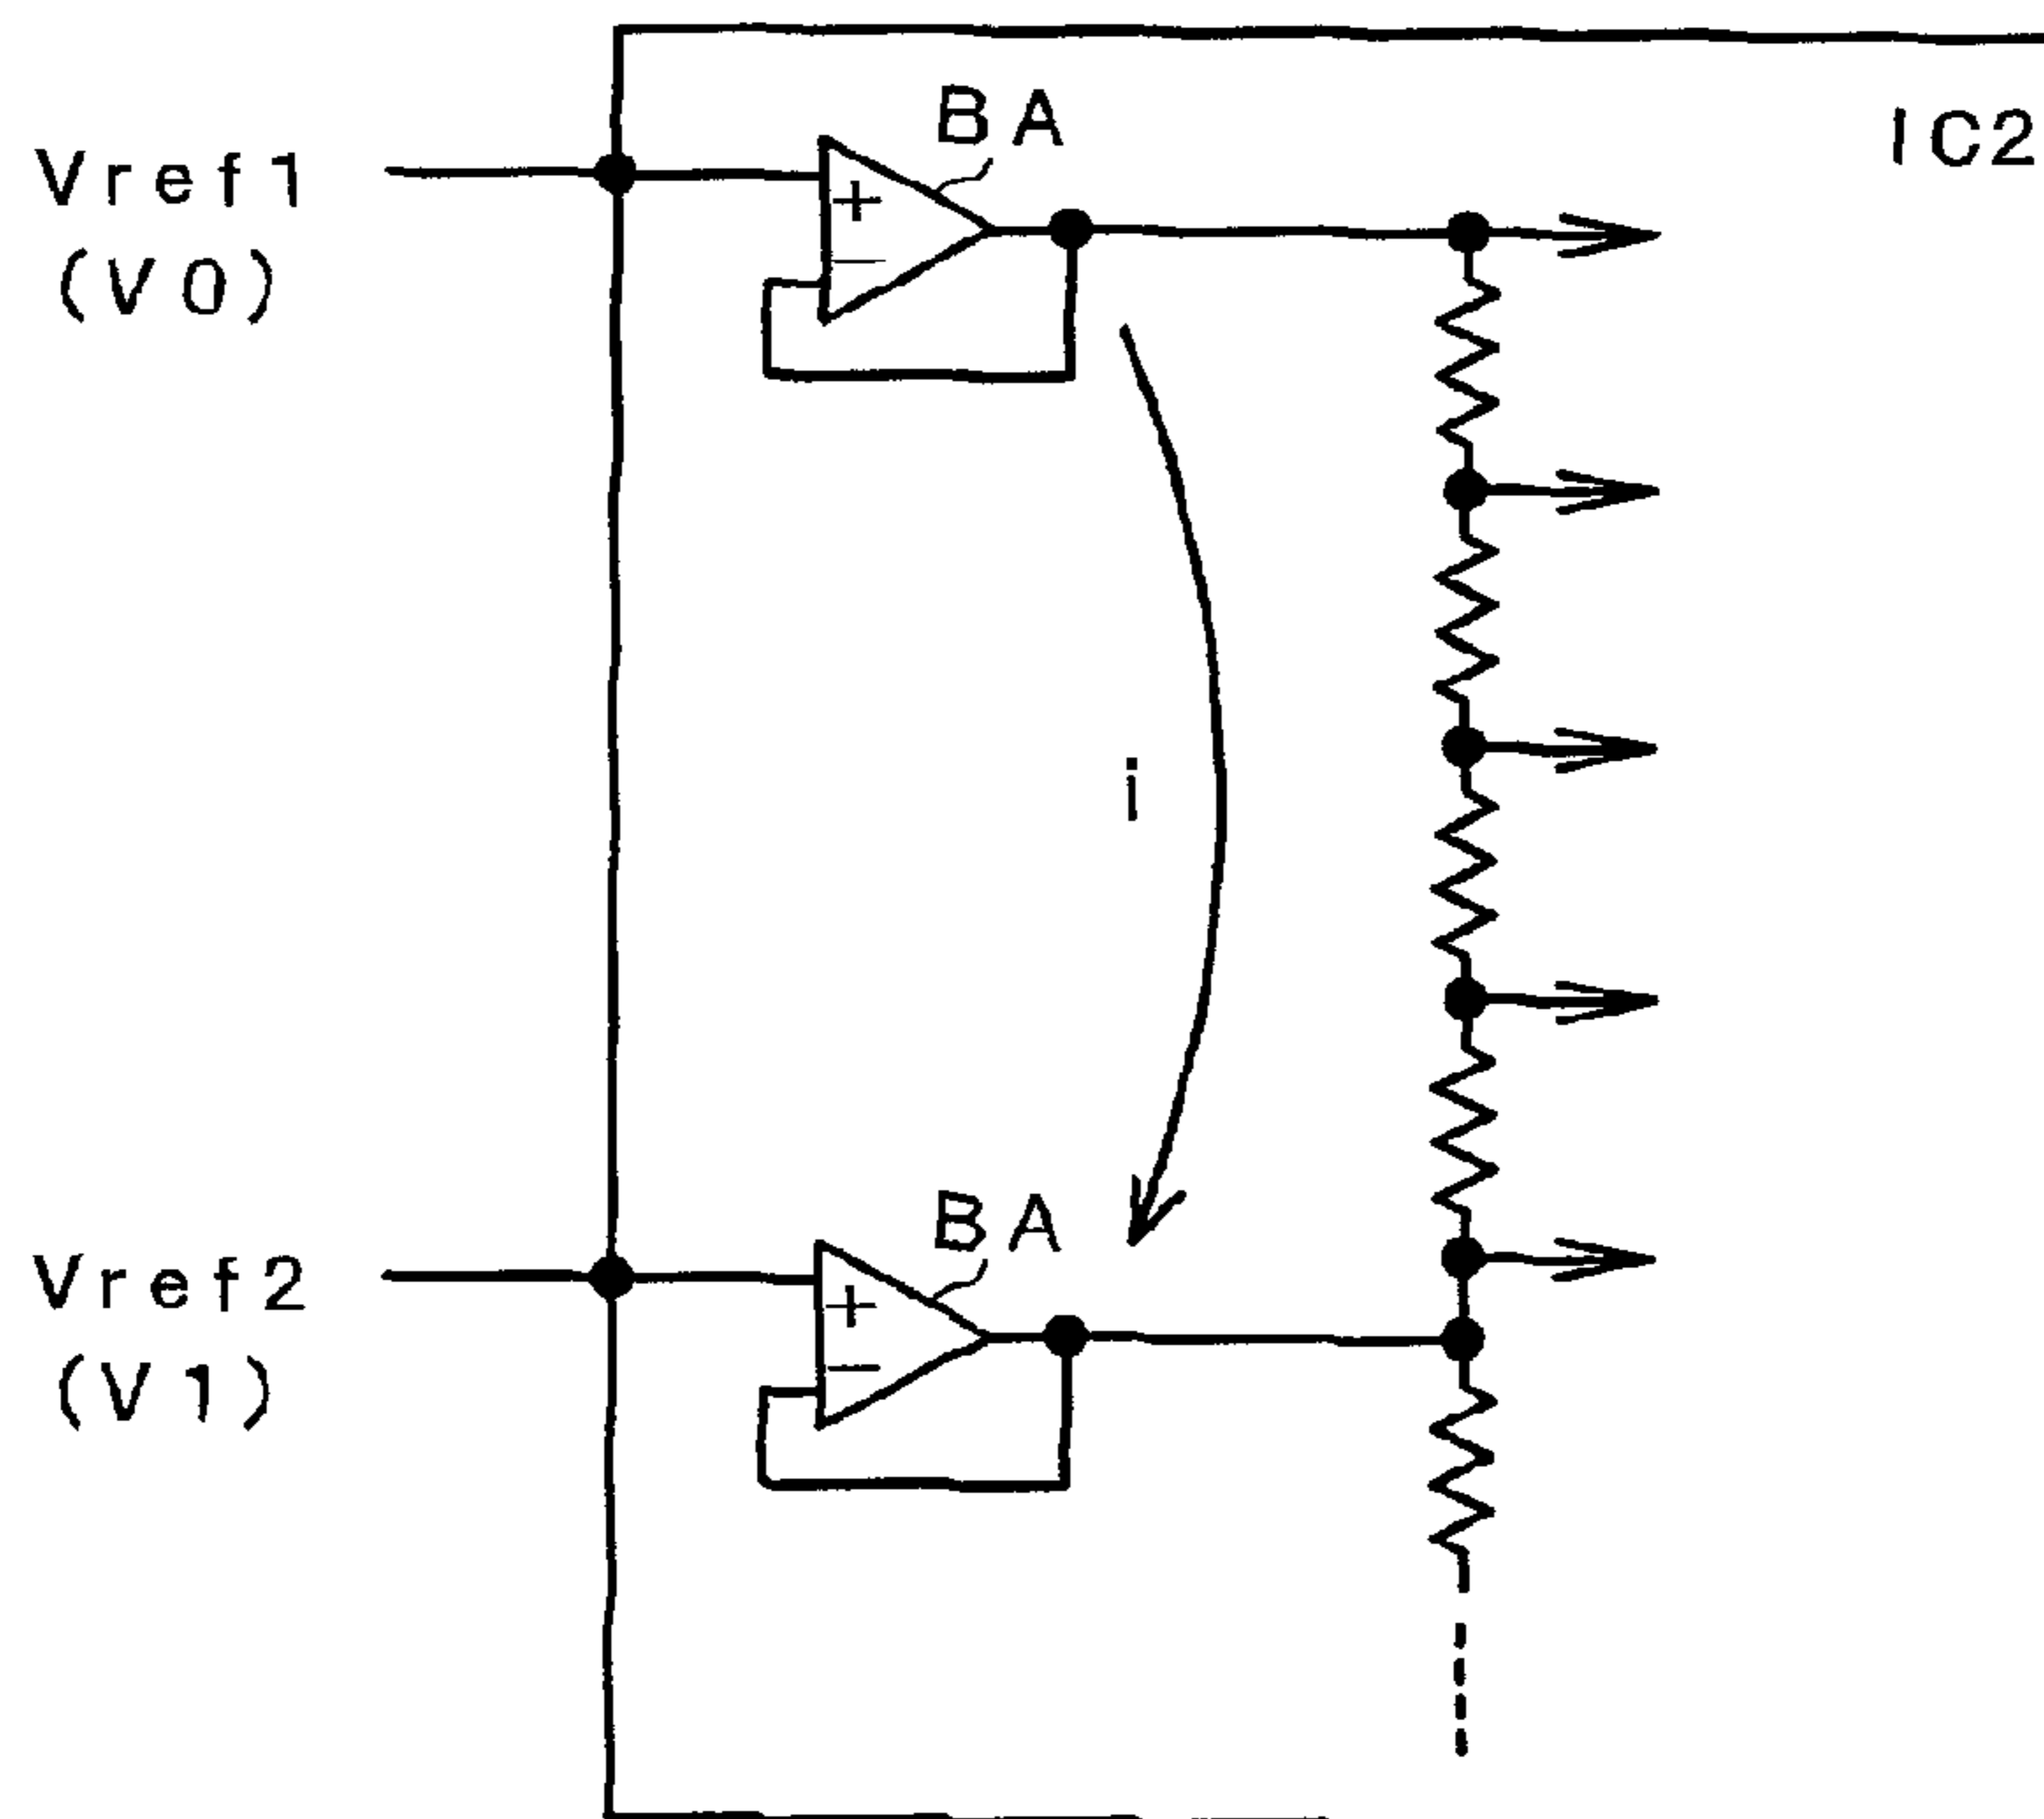 BA
IC2
Vref1
(V0)
+
−
i
BA
Vref2
(V1)
+
−